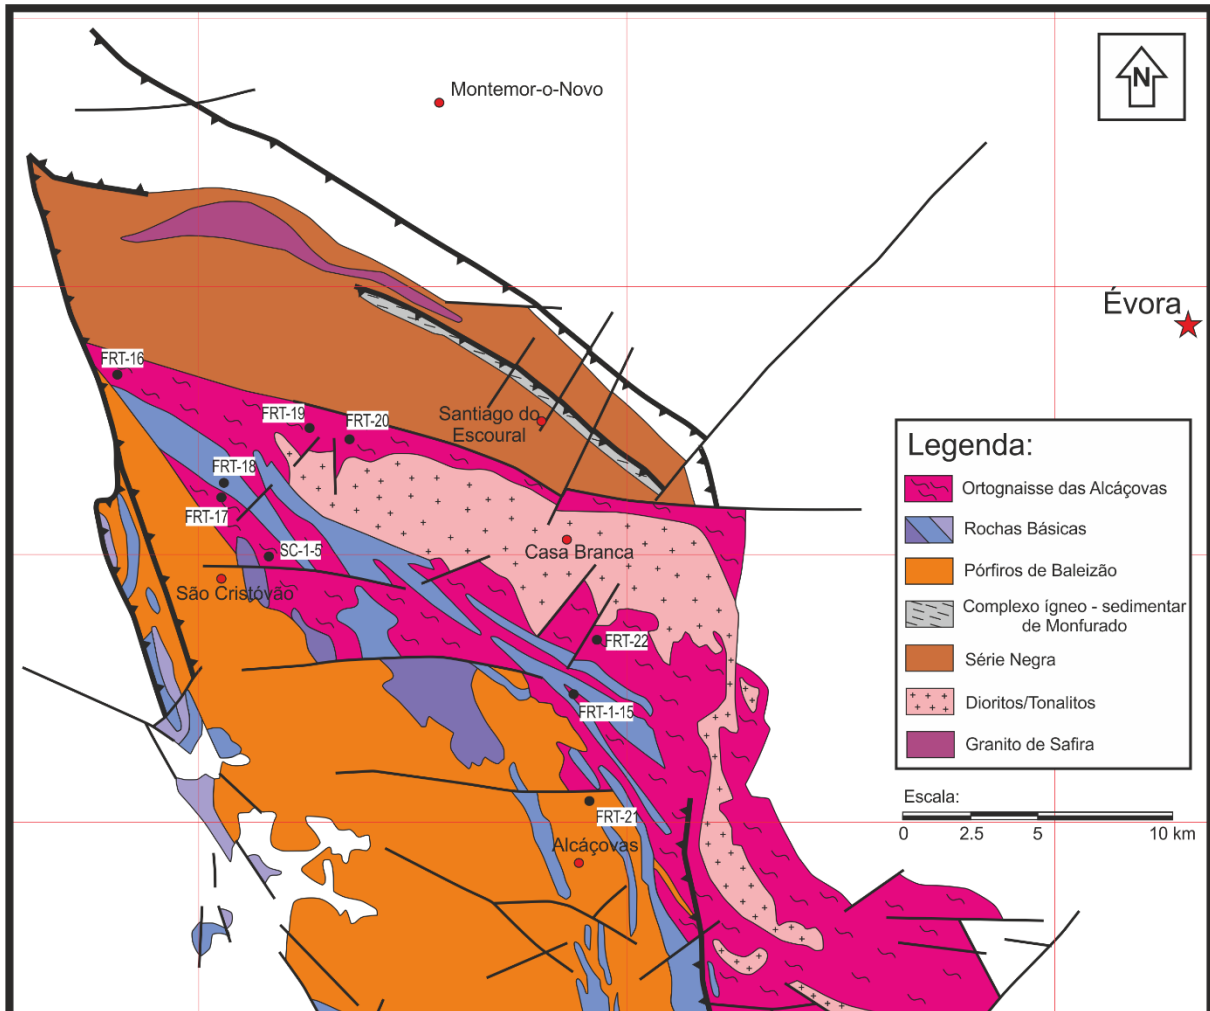 Montemor-o-Novo
N
Évora
FRT-16
FRT-19
FRT-20
Santiago do
Escoural
FRT-18
FRT-17
SC-1-5
Casa Branca
São Cristóvão
FRT-22
FRT-1-15
FRT-21
Alcáçovas
Legenda:
Ortognaisse das Alcáçovas
Rochas Básicas
Pórfiros de Baleizão
Complexo ígneo - sedimentar
de Monfurado
Série Negra
Dioritos/Tonalitos
Granito de Safira
Escala:
0 2.5 5 10 km